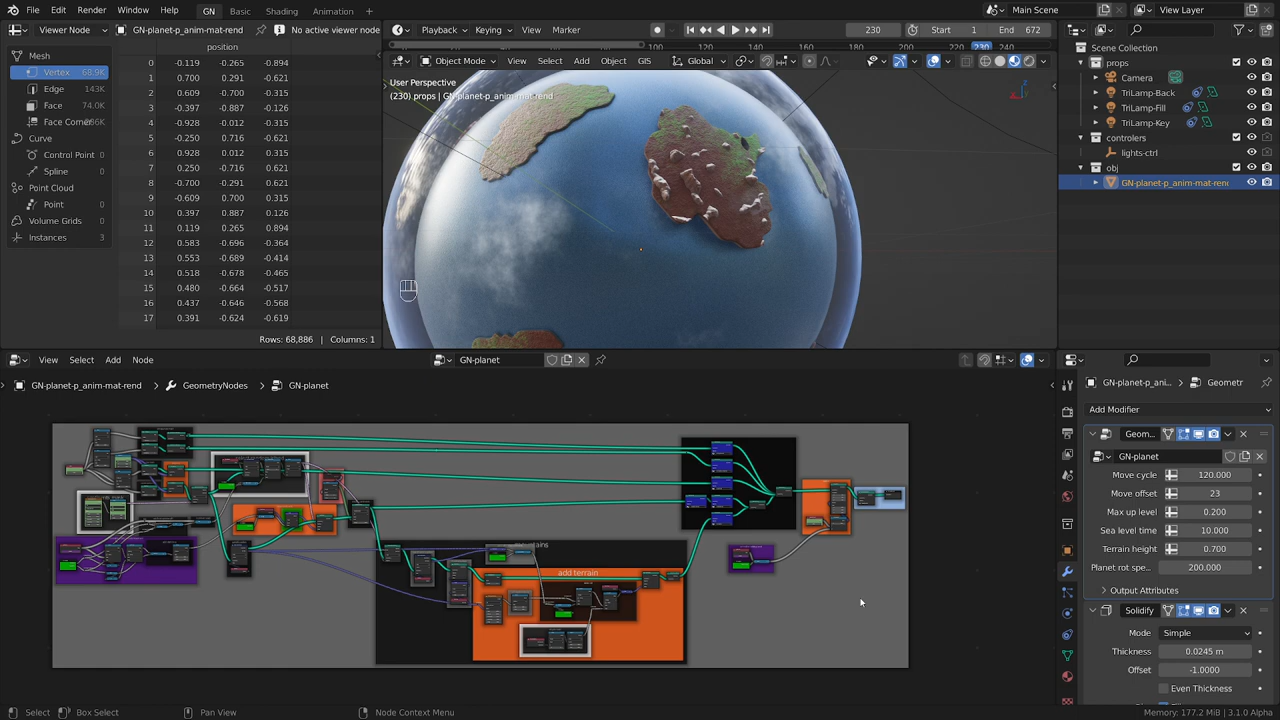 File Edit Render Window Help GN Basic Shading Animation + Main Scene View Layer
Viewer Node GN-planet-p_anim-mat-rend No active viewer node
Playback Keying View Marker 230 Start 1 End 672
100 120 140 160 180 200 230 240
Object Mode View Select Add Object GIS Global
position
Mesh
Vertex 68.9K
Edge 143K
Face 74.0K
Face Corner
Curve
Control Point 0
Spline 0
Point Cloud
Point 0
Volume Grids 0
Instances 3
0 -0.119 -0.265 -0.894
1 0.700 0.291 -0.621
2 0.609 -0.700 -0.315
3 -0.397 -0.887 -0.126
4 -0.928 -0.012 -0.315
5 -0.250 0.716 -0.621
6 0.928 0.012 0.315
7 0.250 -0.716 0.621
8 -0.700 -0.291 0.621
9 -0.609 0.700 0.315
10 0.397 0.887 0.126
11 0.119 0.265 0.894
12 0.583 -0.696 -0.364
13 0.553 -0.689 -0.414
14 0.518 -0.678 -0.465
15 0.480 -0.664 -0.517
16 0.437 -0.646 -0.568
17 0.391 -0.624 -0.619
Rows: 68,886 | Columns: 1
User Perspective
(230) props | GN-planet-p_anim-mat-rend
Scene Collection
props
Camera
TriLamp-Back
TriLamp-Fill
TriLamp-Key
controlers
lights-ctrl
obj
GN-planet-p_anim-mat-rend
View Select Add Node GN-planet
GN-planet-p_anim-mat-rend GeometryNodes GN-planet
add terrain
GN-planet-p_ani... Geometr
Add Modifier
Geom...
GN-planet
Move cycle 120.000
Move offset 23
Max up level 0.200
Sea level time 10.000
Terrain height 0.700
Planet rot spe... 200.000
Output Attributes
Solidify
Mode Simple
Thickness 0.0245 m
Offset -1.0000
Even Thickness
Select Box Select Pan View Node Context Menu Memory: 177.2 MiB | 3.1.0 Alpha